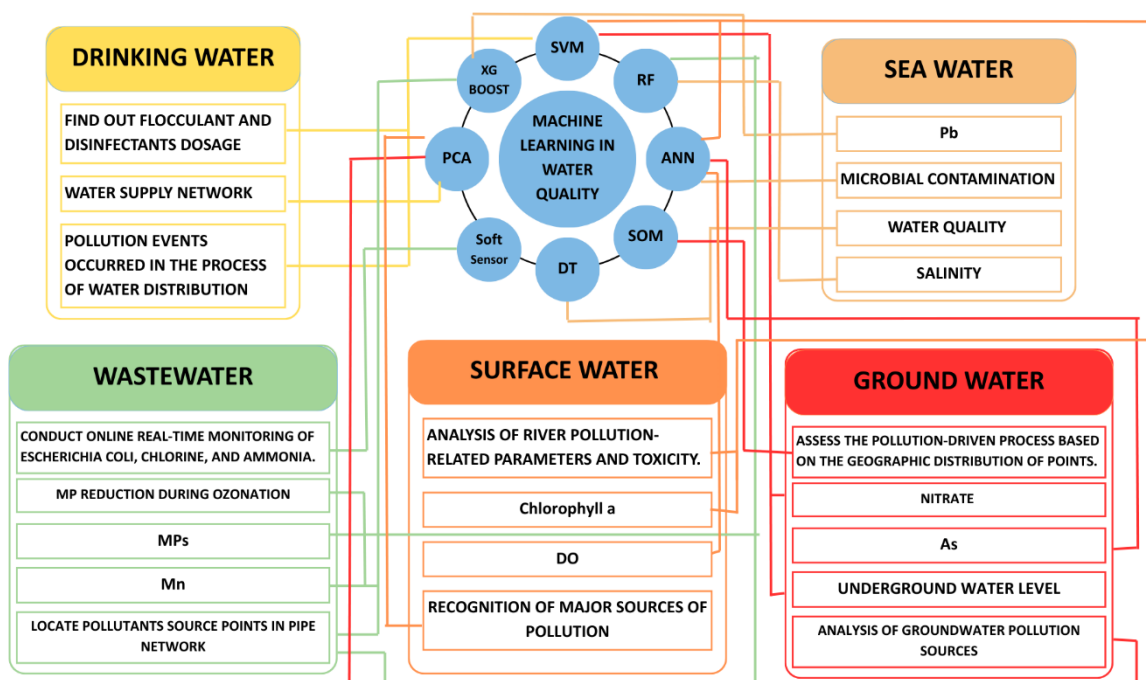 DRINKING WATER
FIND OUT FLOCCULANT AND
DISINFECTANTS DOSAGE
WATER SUPPLY NETWORK
POLLUTION EVENTS
OCCURRED IN THE PROCESS
OF WATER DISTRIBUTION
SVM
XG
BOOST
RF
PCA
MACHINE
LEARNING IN
WATER
QUALITY
ANN
Soft
Sensor
SOM
DT
SEA WATER
Pb
MICROBIAL CONTAMINATION
WATER QUALITY
SALINITY
WASTEWATER
CONDUCT ONLINE REAL-TIME MONITORING OF
ESCHERICHIA COLI, CHLORINE, AND AMMONIA.
MP REDUCTION DURING OZONATION
MPs
Mn
LOCATE POLLUTANTS SOURCE POINTS IN PIPE
NETWORK
SURFACE WATER
ANALYSIS OF RIVER POLLUTION-
RELATED PARAMETERS AND TOXICITY.
Chlorophyll a
DO
RECOGNITION OF MAJOR SOURCES OF
POLLUTION
GROUND WATER
ASSESS THE POLLUTION-DRIVEN PROCESS BASED
ON THE GEOGRAPHIC DISTRIBUTION OF POINTS.
NITRATE
As
UNDERGROUND WATER LEVEL
ANALYSIS OF GROUNDWATER POLLUTION
SOURCES